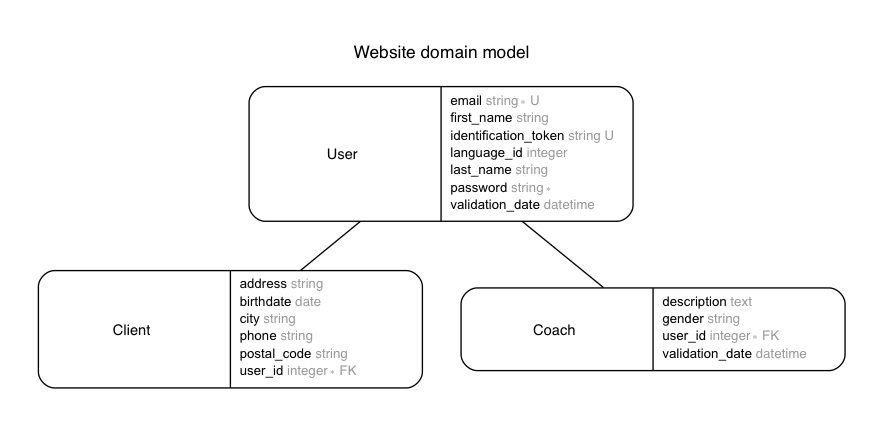 Website domain model
User
email string∗ U
first_name string
identification_token string U
language_id integer
last_name string
password string∗
validation_date datetime
Client
address string
birthdate date
city string
phone string
postal_code string
user_id integer∗ FK
Coach
description text
gender string
user_id integer∗ FK
validation_date datetime